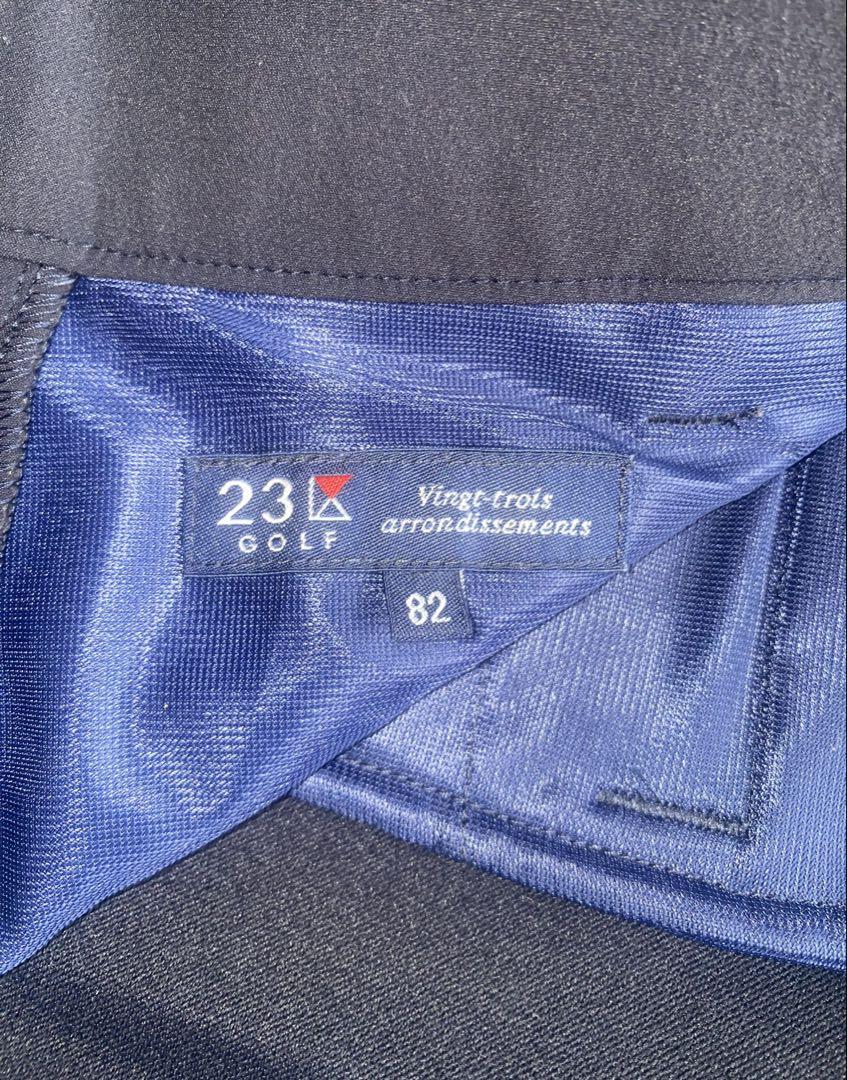 23
GOLF
Vingt-trois
arrondissements
82